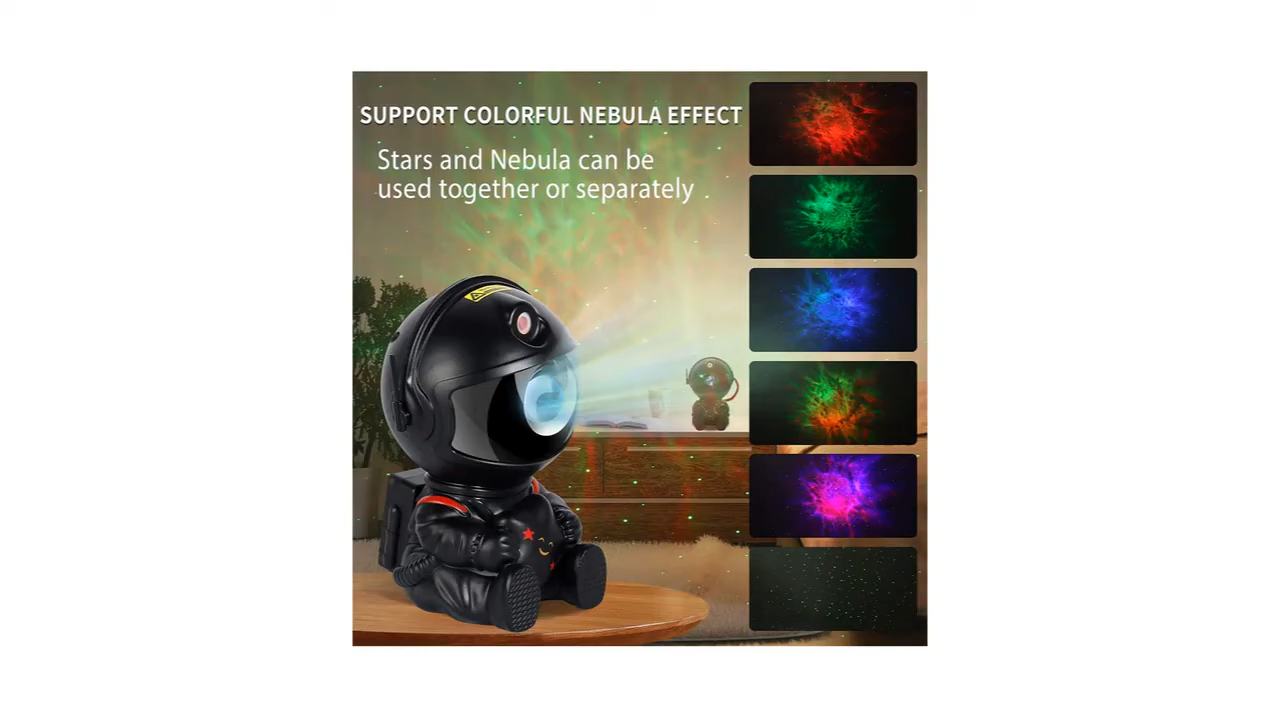 SUPPORT COLORFUL NEBULA EFFECT
Stars and Nebula can be
used together or separately .